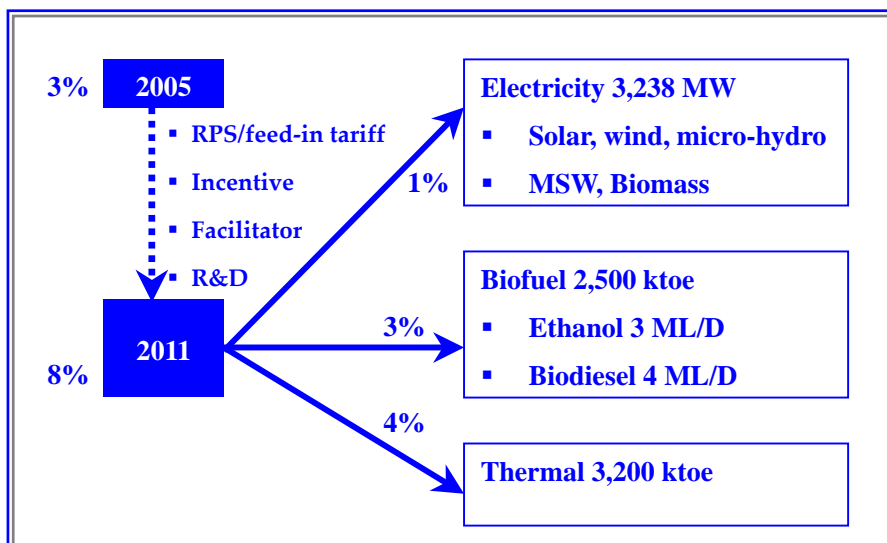 3%
2005
▪ RPS/feed-in tariff
▪ Incentive
▪ Facilitator
▪ R&D
8%
2011
1%
Electricity 3,238 MW
▪ Solar, wind, micro-hydro
▪ MSW, Biomass
3%
Biofuel 2,500 ktoe
▪ Ethanol 3 ML/D
▪ Biodiesel 4 ML/D
4%
Thermal 3,200 ktoe